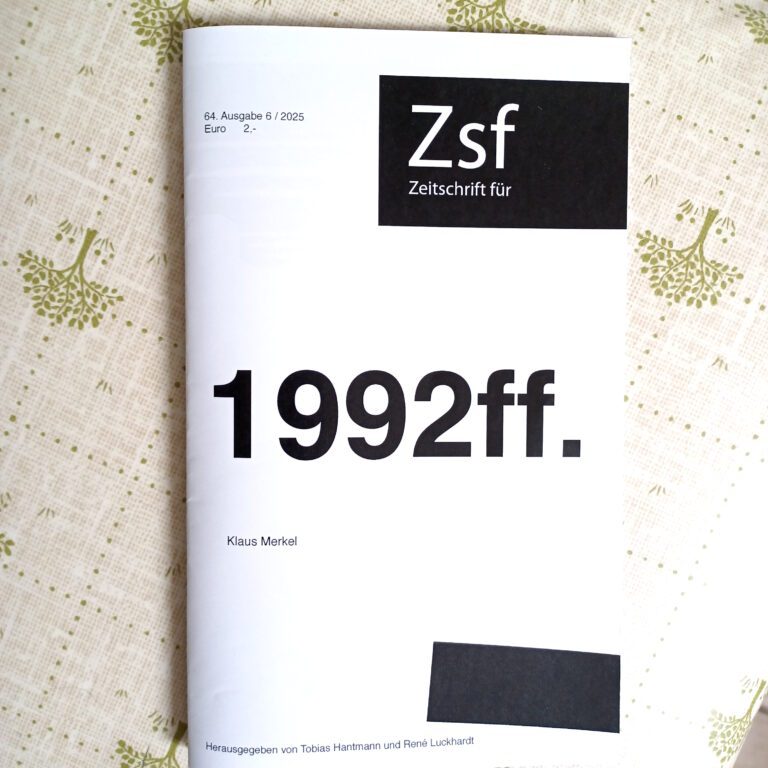 64. Ausgabe 6 / 2025
Euro 2,-
Zsf
Zeitschrift für
1992ff.
Klaus Merkel
Herausgegeben von Tobias Hantmann und René Luckhardt